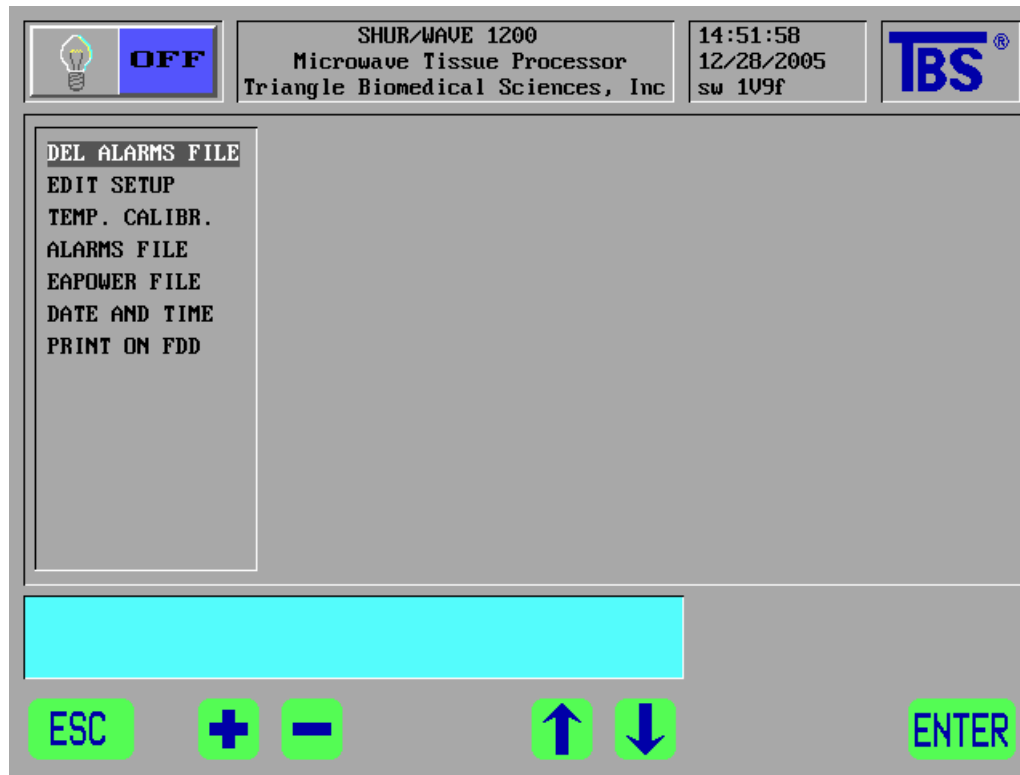 OFF
SHUR/WAVE 1200
Microwave Tissue Processor
Triangle Biomedical Sciences, Inc
14:51:58
12/28/2005
sw 1V9f
TBS®
DEL ALARMS FILE
EDIT SETUP
TEMP. CALIBR.
ALARMS FILE
EAPOWER FILE
DATE AND TIME
PRINT ON FDD
ESC
ENTER